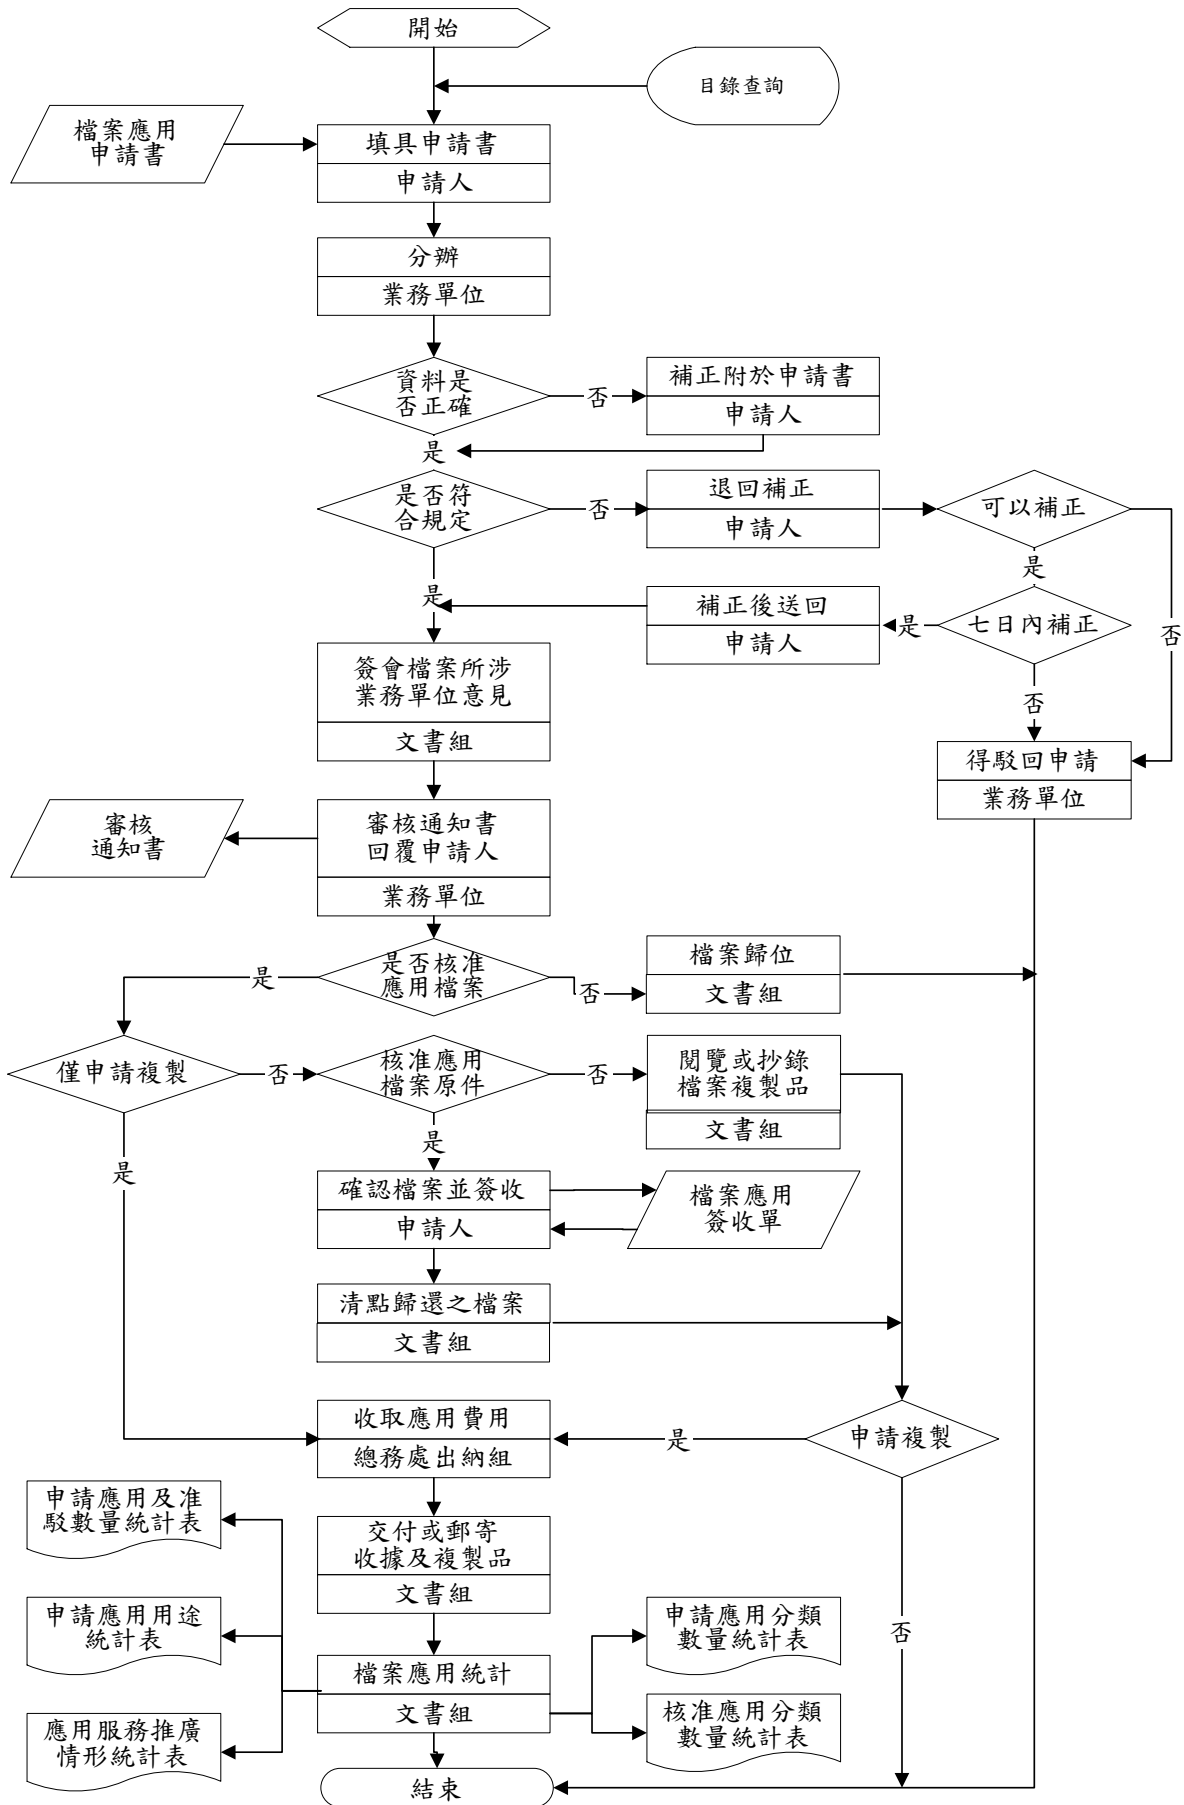 開始
目錄查詢
檔案應用
申請書
填具申請書
申請人
分辦
業務單位
資料是
否正確
否
補正附於申請書
申請人
是
是否符
合規定
否
退回補正
申請人
可以補正
是
否
是
補正後送回
申請人
是
七日內補正
否
簽會檔案所涉
業務單位意見
文書組
得駁回申請
業務單位
審核
通知書
審核通知書
回覆申請人
業務單位
是否核准
應用檔案
是
否
檔案歸位
文書組
僅申請複製
否
核准應用
檔案原件
否
閱覽或抄錄
檔案複製品
文書組
是
是
確認檔案並簽收
申請人
檔案應用
簽收單
清點歸還之檔案
文書組
收取應用費用
總務處出納組
是
申請複製
否
申請應用及准
駁數量統計表
交付或郵寄
收據及複製品
文書組
申請應用用途
統計表
檔案應用統計
文書組
申請應用分類
數量統計表
應用服務推廣
情形統計表
核准應用分類
數量統計表
結束